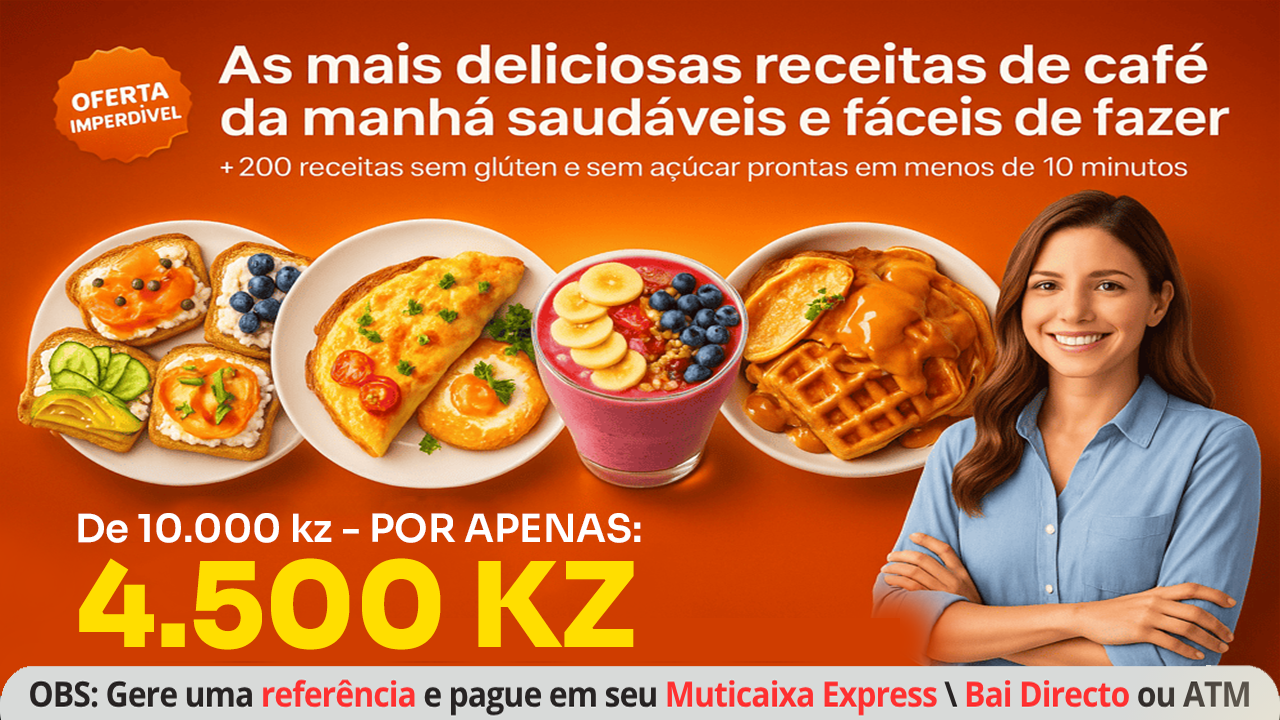 OFERTA
IMPERDÍVEL
As mais deliciosas receitas de café
da manhá saudáveis e fáceis de fazer
+200 receitas sem glúten e sem açúcar prontas em menos de 10 minutos
De 10.000 kz - POR APENAS:
4.500 KZ
OBS: Gere uma referência e pague em seu Muticaixa Express \ Bai Directo ou ATM